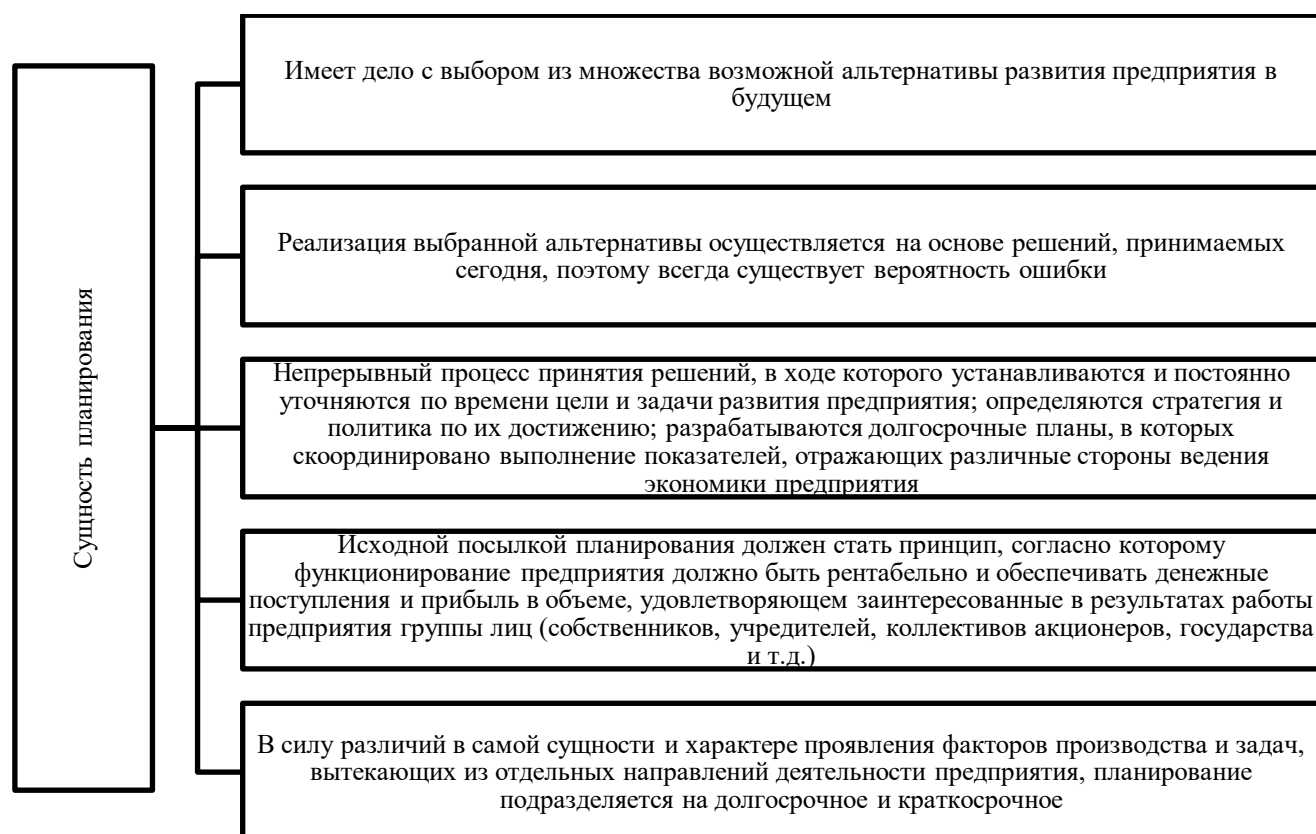 Сущность планирования
Имеет дело с выбором из множества возможной альтернативы развития предприятия в
будущем
Реализация выбранной альтернативы осуществляется на основе решений, принимаемых
сегодня, поэтому всегда существует вероятность ошибки
Непрерывный процесс принятия решений, в ходе которого устанавливаются и постоянно
уточняются по времени цели и задачи развития предприятия; определяются стратегия и
политика по их достижению; разрабатываются долгосрочные планы, в которых
скоординировано выполнение показателей, отражающих различные стороны ведения
экономики предприятия
Исходной посылкой планирования должен стать принцип, согласно которому
функционирование предприятия должно быть рентабельно и обеспечивать денежные
поступления и прибыль в объеме, удовлетворяющем заинтересованные в результатах работы
предприятия группы лиц (собственников, учредителей, коллективов акционеров, государства
и т.д.)
В силу различий в самой сущности и характере проявления факторов производства и задач,
вытекающих из отдельных направлений деятельности предприятия, планирование
подразделяется на долгосрочное и краткосрочное